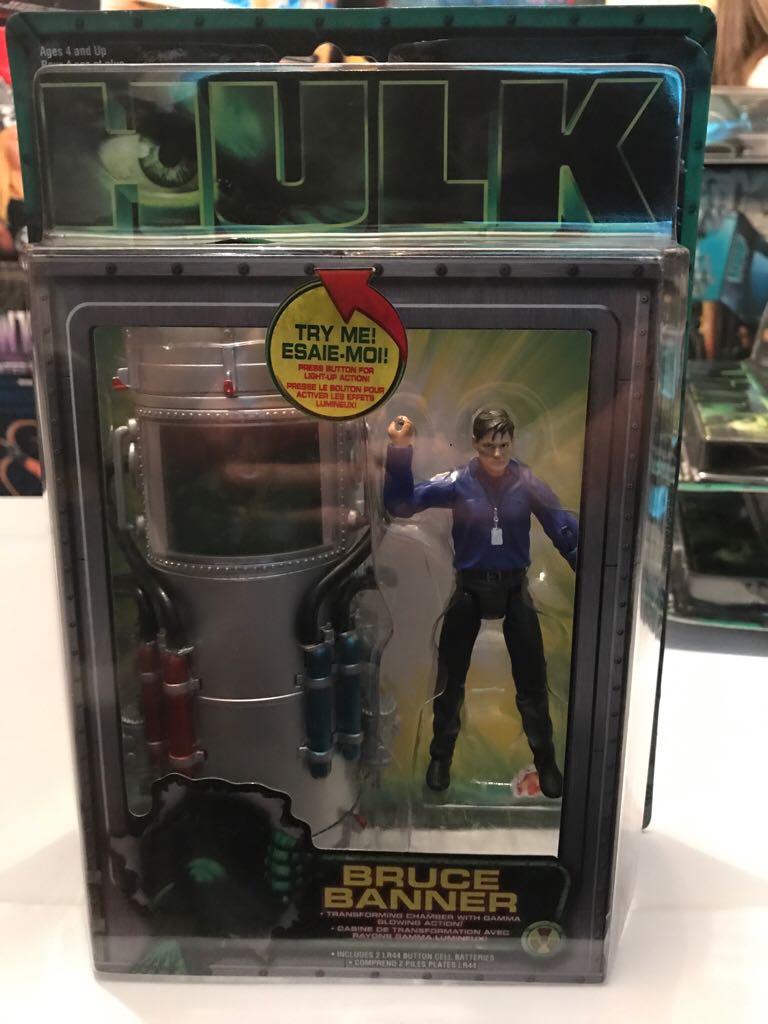 Ages 4 and Up
HULK
TRY ME!
ESAIE-MOI!
PRESS BUTTON FOR
LIGHT-UP ACTION!
PRESSE LE BOUTON POUR
ACTIVER LES EFFETS
LUMINEUX!
BRUCE
BANNER
• TRANSFORMING CHAMBER WITH GAMMA
GLOWING ACTION!
• CABINE DE TRANSFORMATION AVEC
RAYONS GAMMA LUMINEUX!
• INCLUDES 2 LR44 BUTTON CELL BATTERIES
• COMPREND 2 PILES PLATES LR44